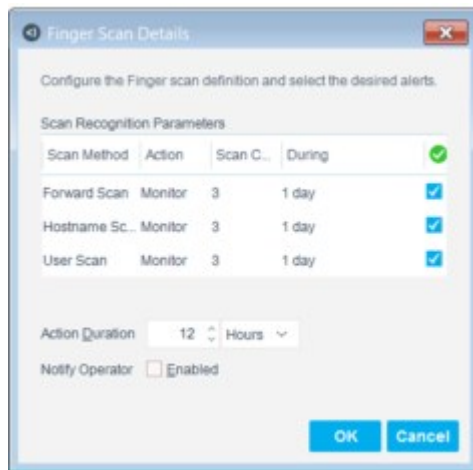 Finger Scan Details
Configure the Finger scan definition and select the desired alerts.
Scan Recognition Parameters
Scan Method Action Scan C... During
Forward Scan Monitor 3 1 day
Hostname Sc... Monitor 3 1 day
User Scan Monitor 3 1 day
Action Duration 12 Hours
Notify Operator Enabled
OK Cancel